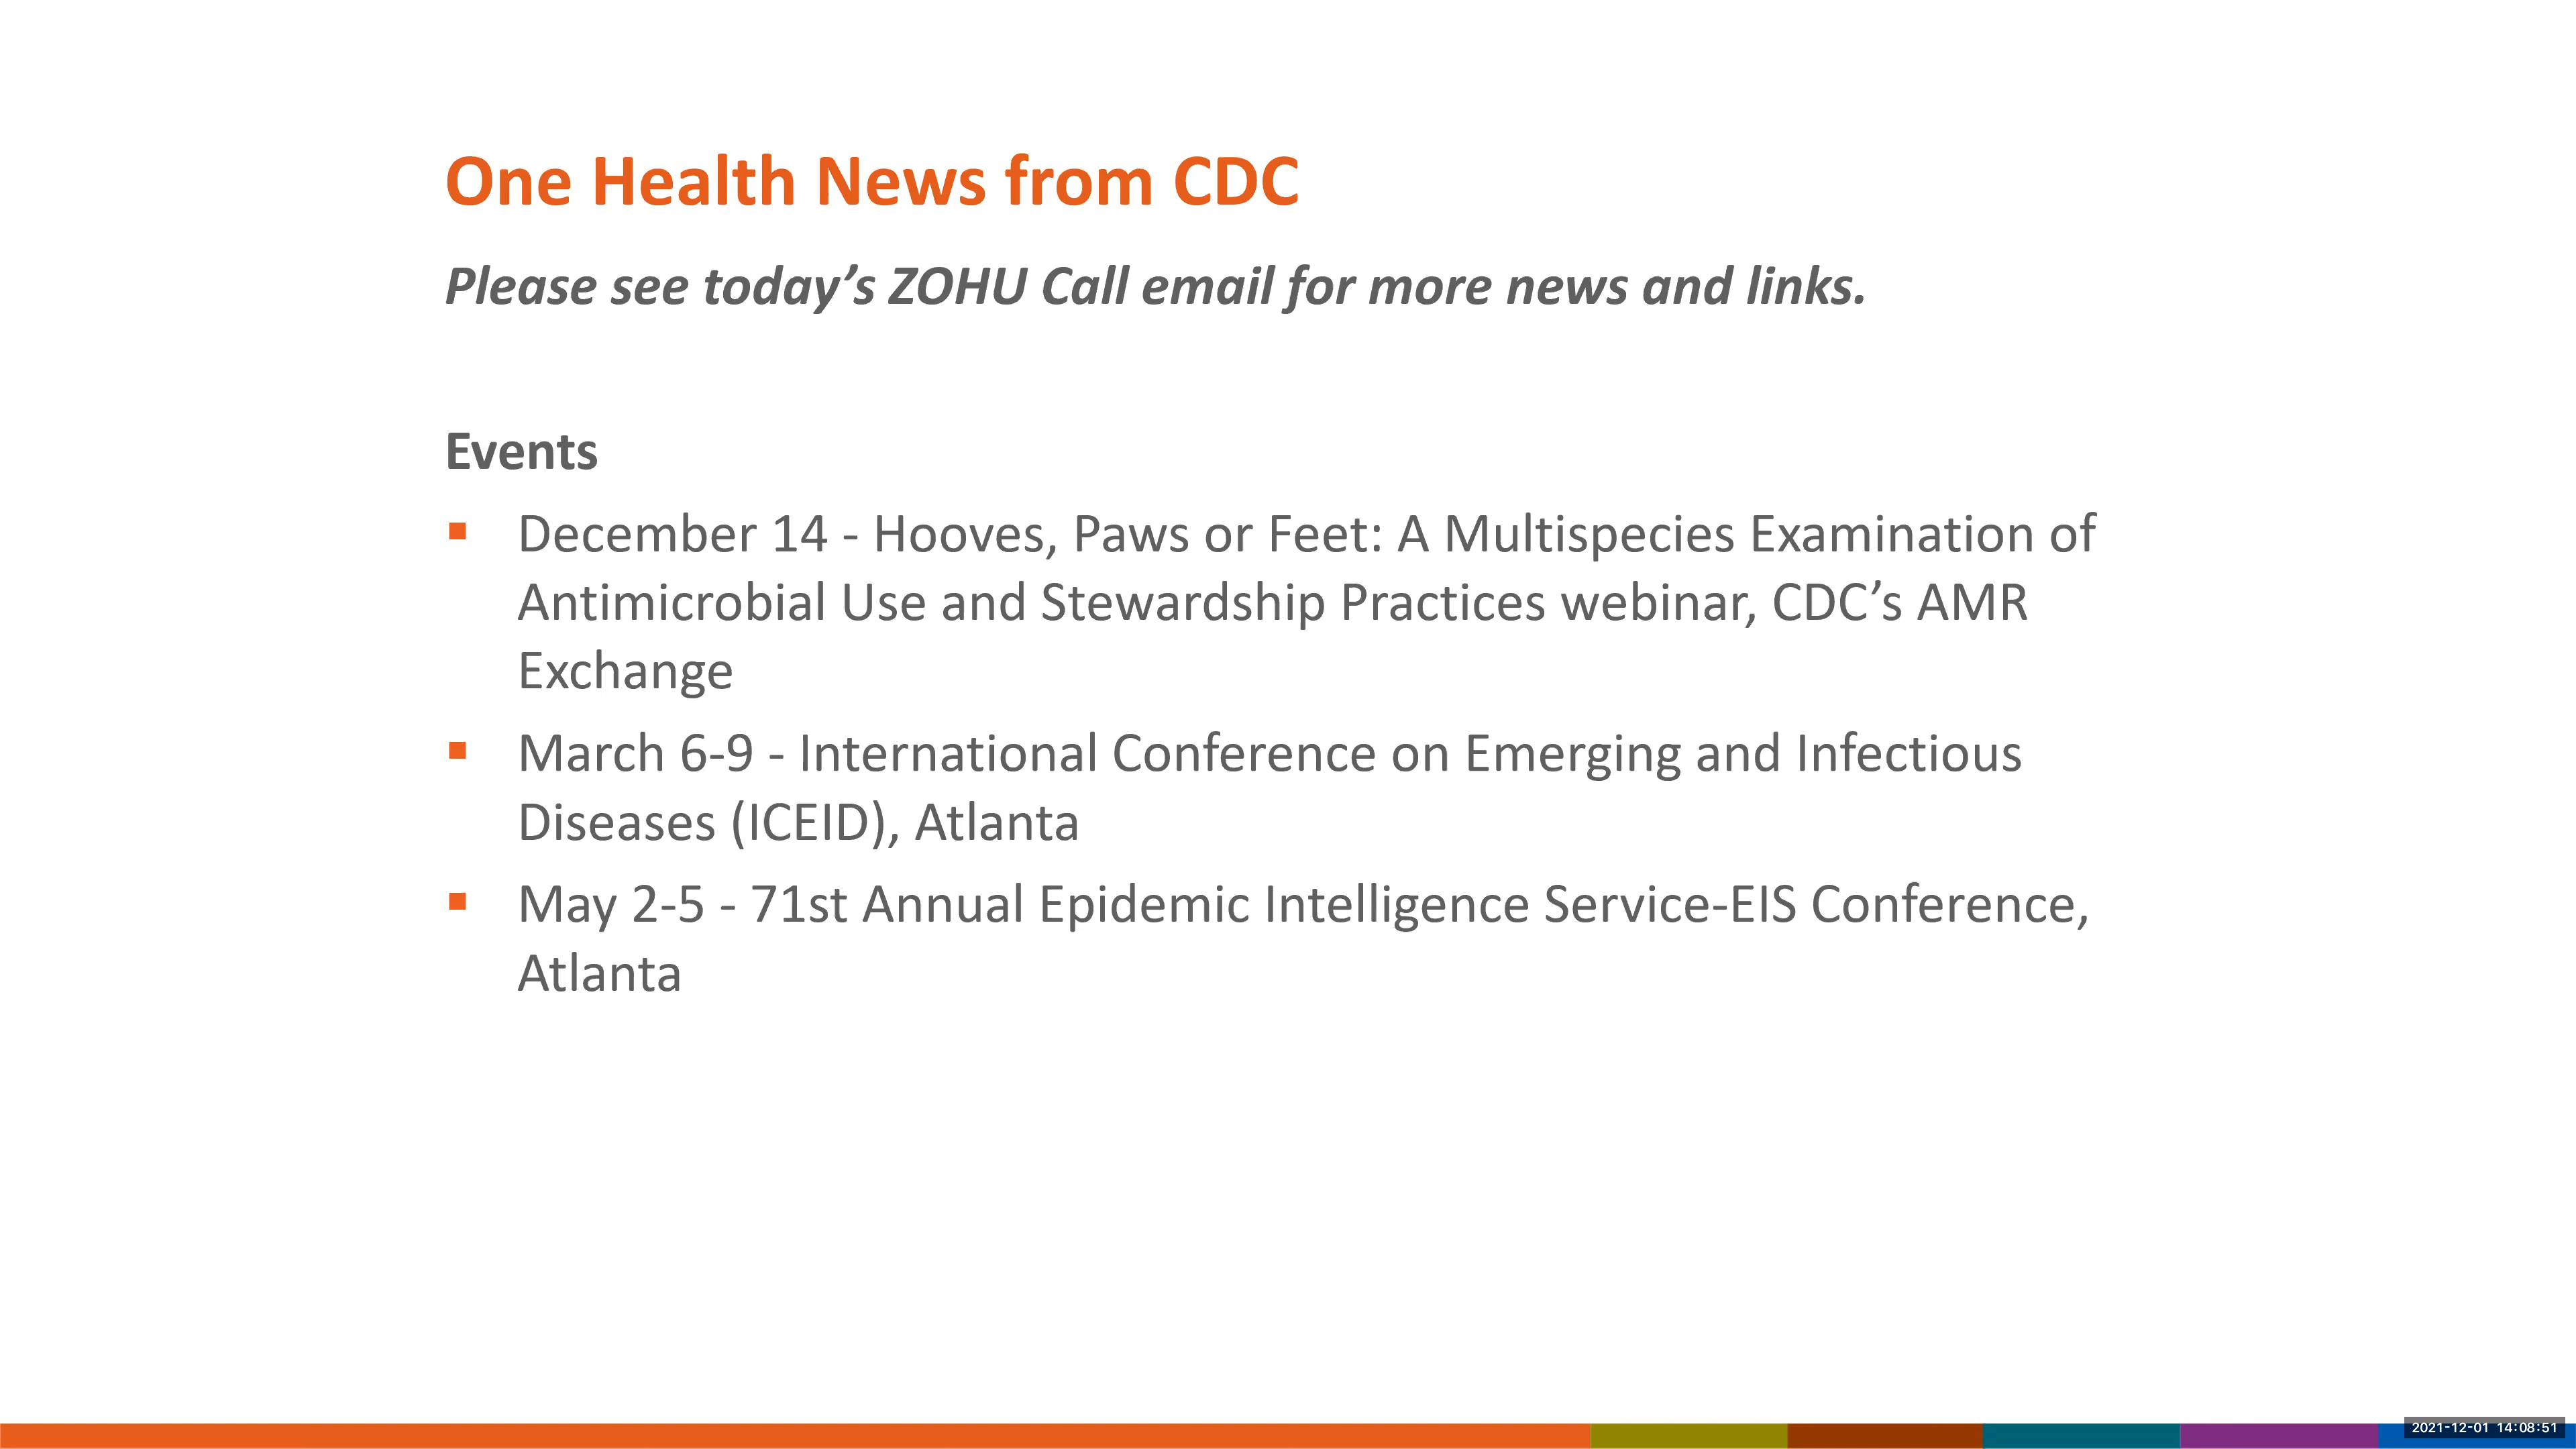 One Health News from CDC
Please see today’s ZOHU Call email for more news and links.
Events
▪ December 14 - Hooves, Paws or Feet: A Multispecies Examination of
Antimicrobial Use and Stewardship Practices webinar, CDC’s AMR
Exchange
▪ March 6-9 - International Conference on Emerging and Infectious
Diseases (ICEID), Atlanta
▪ May 2-5 - 71st Annual Epidemic Intelligence Service-EIS Conference,
Atlanta
2021-12-01 14:08:51